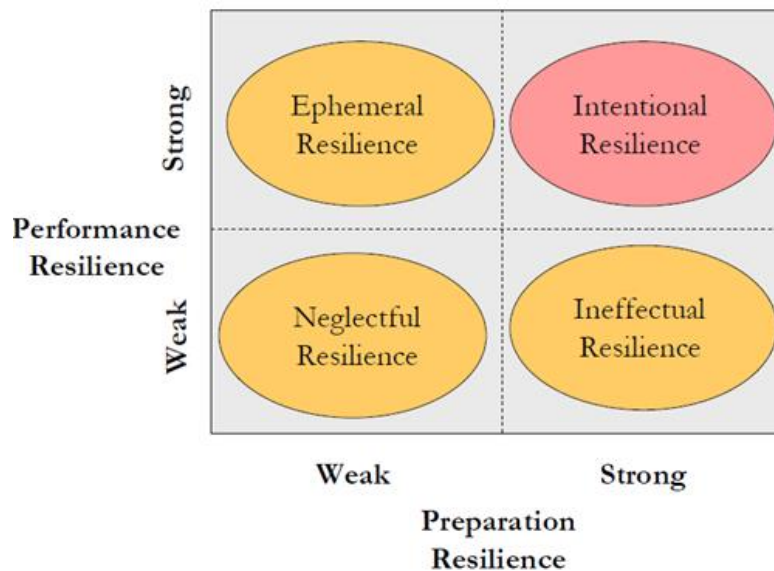 Strong
Ephemeral
Resilience
Intentional
Resilience
Performance
Resilience
Weak
Neglectful
Resilience
Ineffectual
Resilience
Weak
Strong
Preparation
Resilience